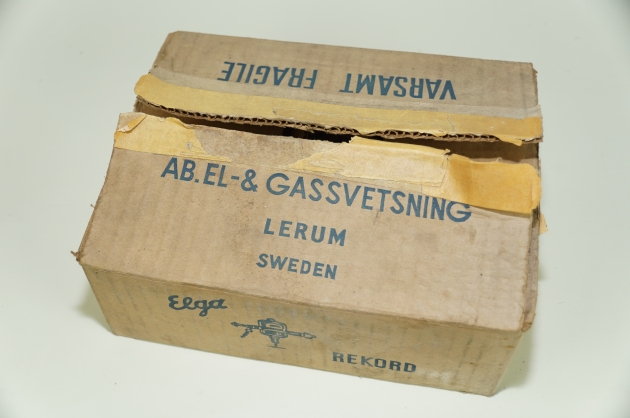 VARSAMT FRAGILE
AB. EL-& GASSVETSNING
LERUM
SWEDEN
Elga
REKORD